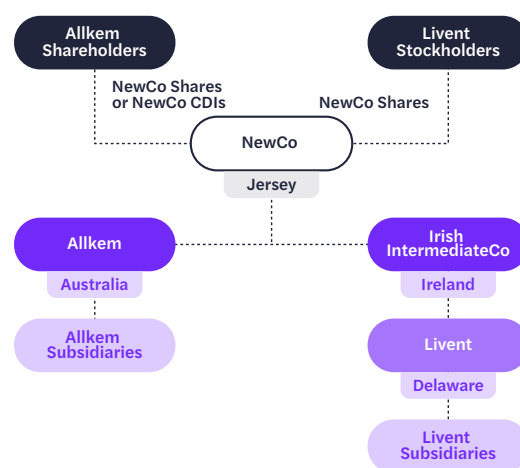 Allkem
Shareholders
Livent
Stockholders
NewCo Shares
or NewCo CDIs
NewCo Shares
NewCo
Jersey
Allkem
Irish
IntermediateCo
Australia
Ireland
Allkem
Subsidiaries
Livent
Delaware
Livent
Subsidiaries